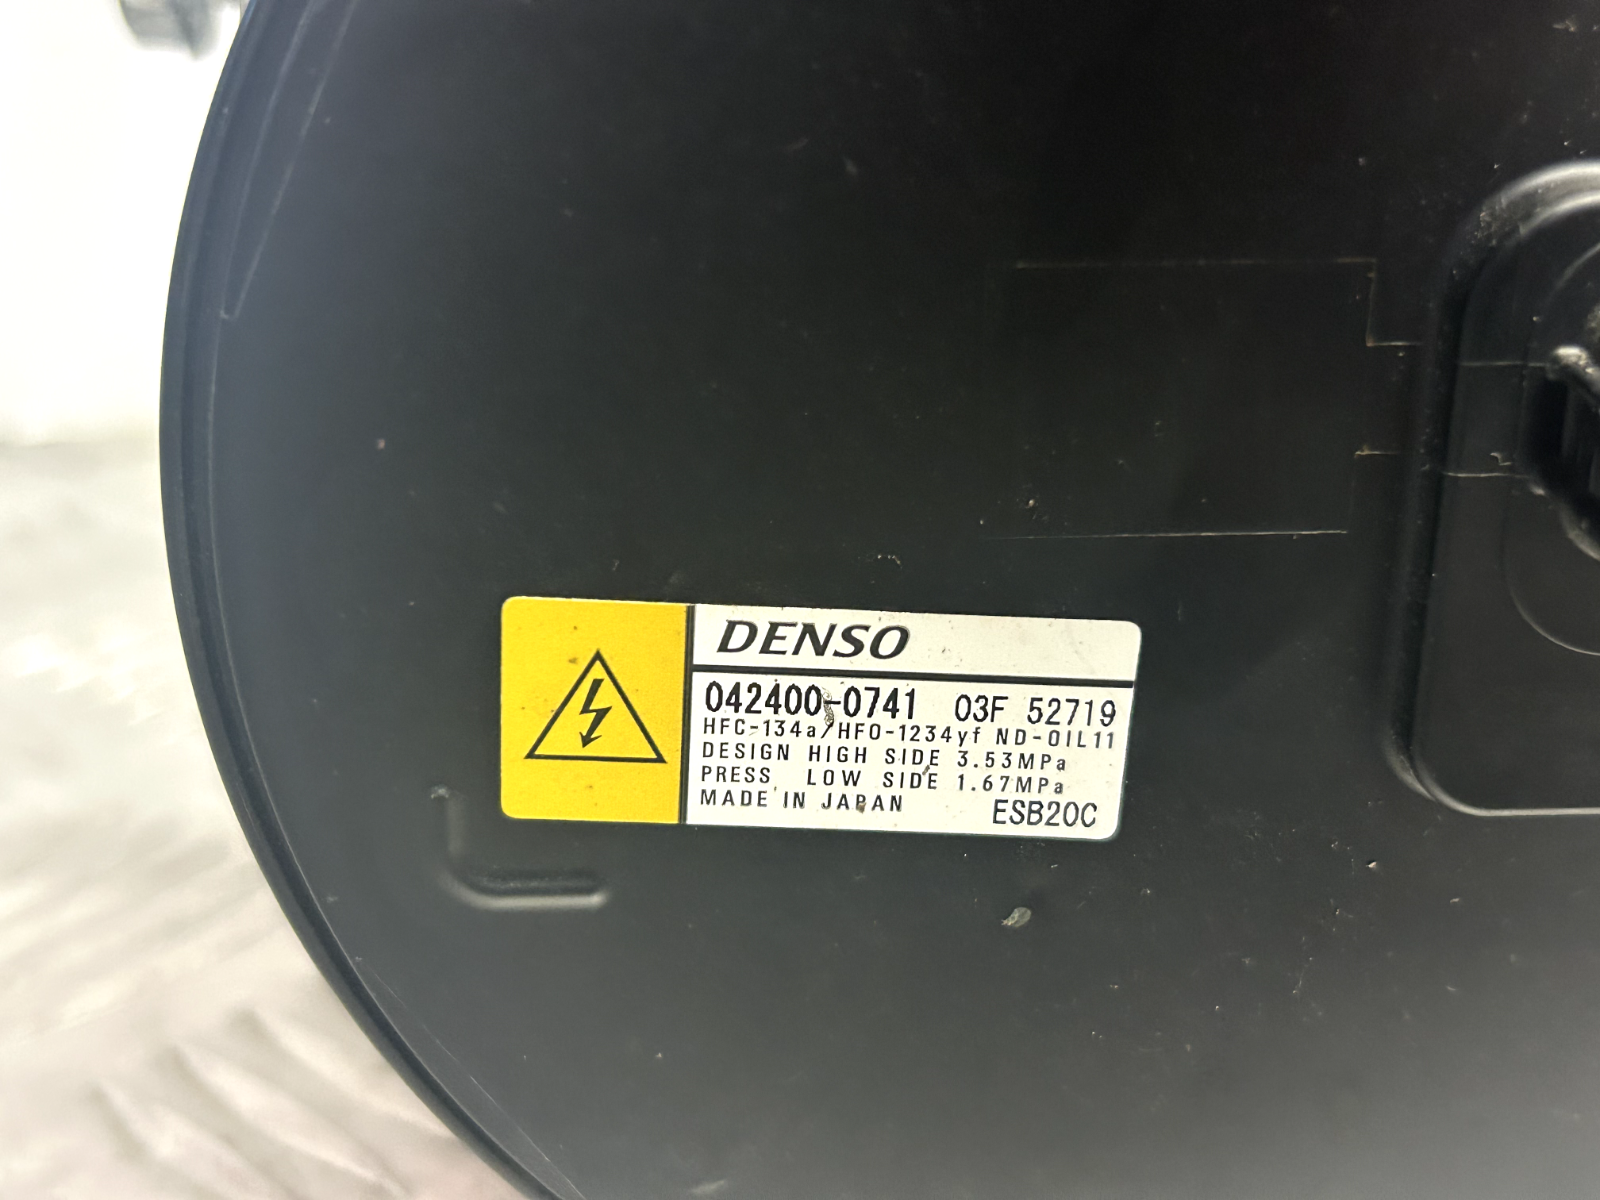 DENSO
042400-0741 03F 52719
HFC-134a/HFO-1234yf ND-OIL11
DESIGN HIGH SIDE 3.53MPa
PRESS LOW SIDE 1.67MPa
MADE IN JAPAN ESB20C